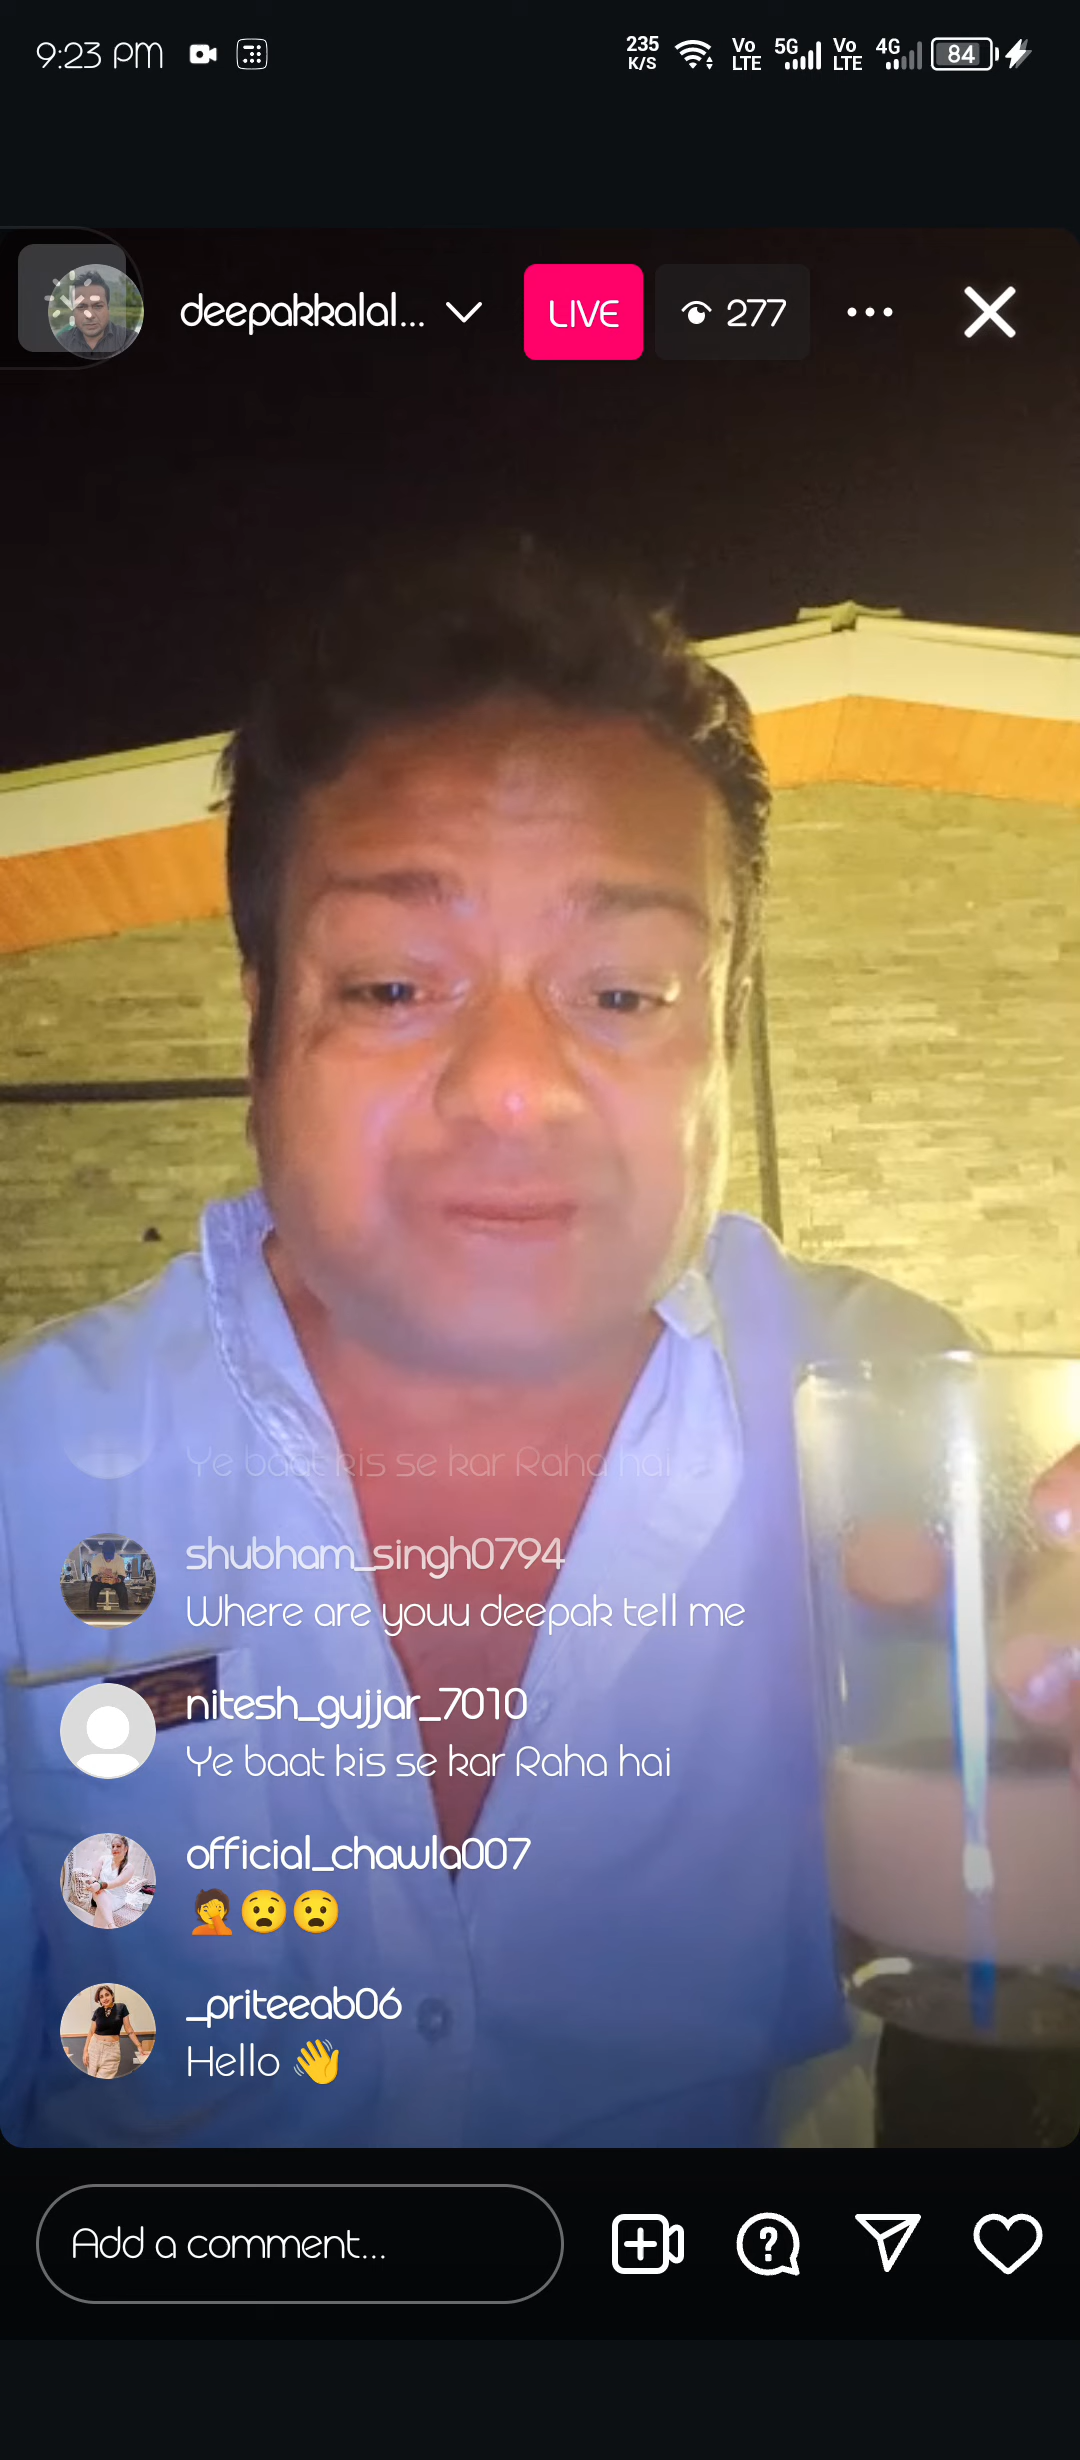 9:23 PM
235 K/S Vo LTE 5G Vo LTE 4G 84
deepakkalal... LIVE 277
Ye baat kis se kar Raha hai
shubham_singh0794
Where are youu deepak tell me
nitesh_gujjar_7010
Ye baat kis se kar Raha hai
official_chawla007
🤦😧😧
_priteeab06
Hello 👋
Add a comment...